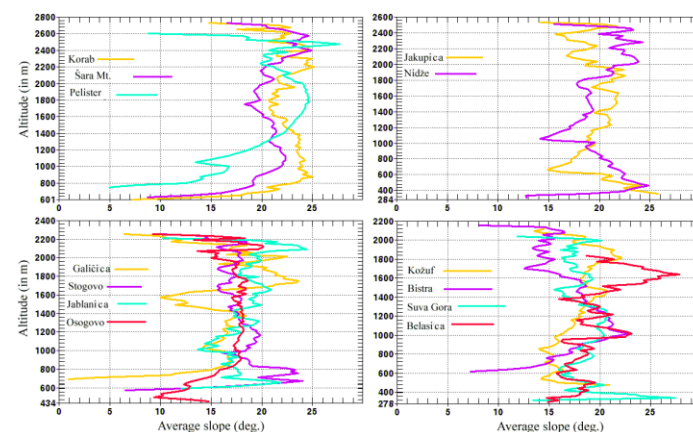 2800
2600
2400
2200
2000
1800
1600
1400
1200
1000
800
601
Altitude (in m)
Korab
Šara Mt.
Pelister
0 5 10 15 20 25
2600
2400
2200
2000
1800
1600
1400
1200
1000
800
600
400
284
Jakupica
Nidže
0 5 10 15 20 25
2400
2200
2000
1800
1600
1400
1200
1000
800
600
434
Altitude (in m)
Galičica
Stogovo
Jablanica
Osogovo
0 5 10 15 20 25
Average slope (deg.)
2200
2000
1800
1600
1400
1200
1000
800
600
400
278
Kožuf
Bistra
Suva Gora
Belasica
0 5 10 15 20 25
Average slope (deg.)